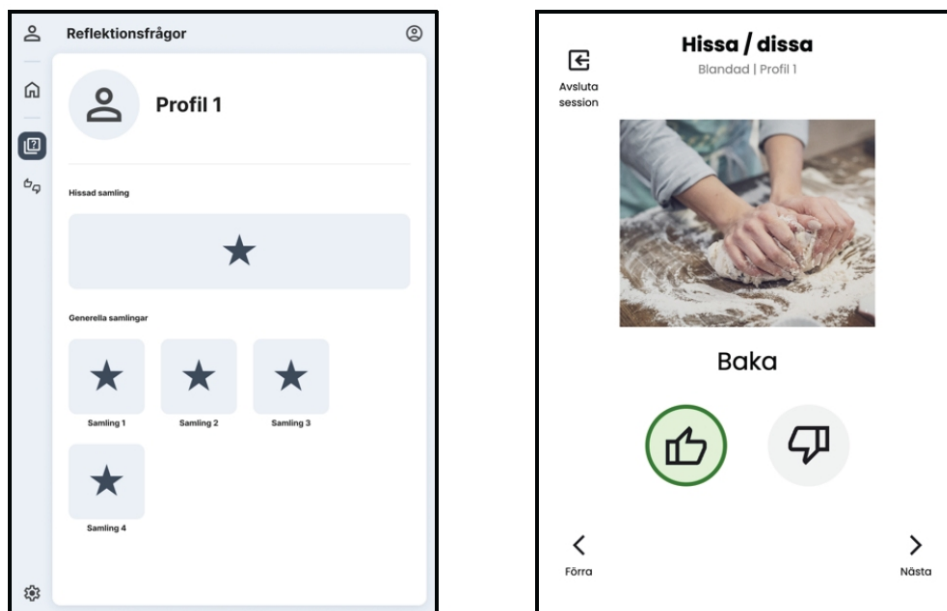 Reflektionsfrågor
Profil 1
Hissad samling
Generella samlingar
Samling 1
Samling 2
Samling 3
Samling 4
Hissa / dissa
Blandad | Profil 1
Avsluta
session
Baka
Förra
Nästa